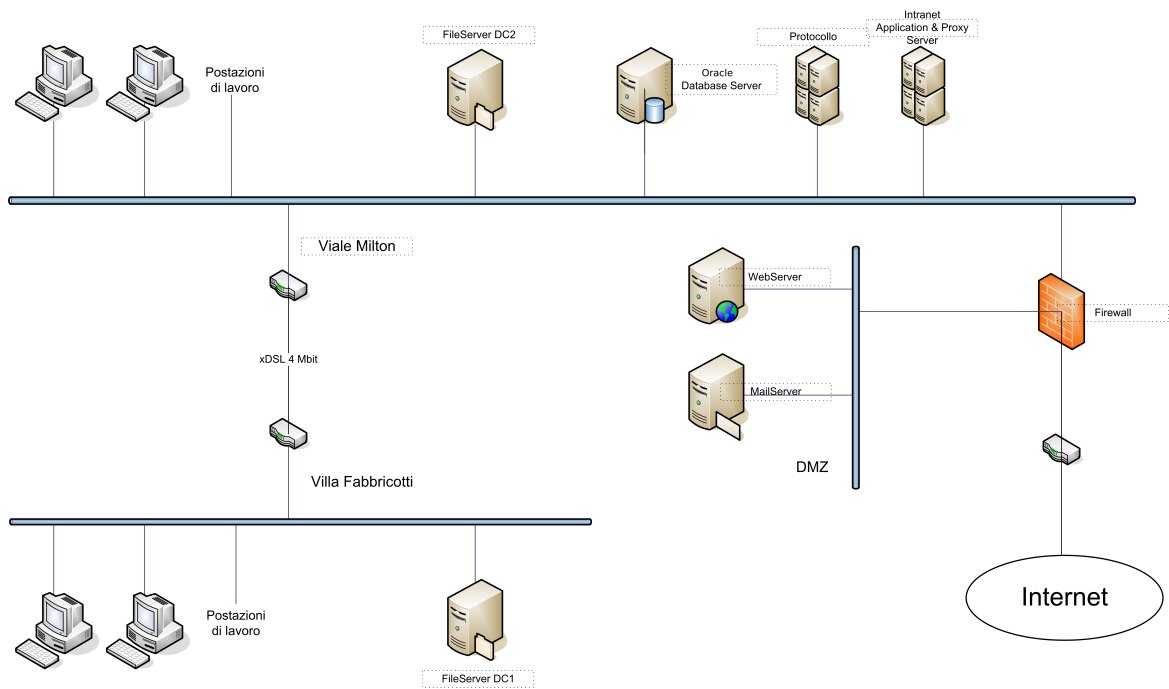 Intranet
Application & Proxy
Server
FileServer DC2
Protocollo
Postazioni
di lavoro
Oracle
Database Server
Viale Milton
WebServer
Firewall
xDSL 4 Mbit
MailServer
DMZ
Villa Fabbricotti
Internet
Postazioni
di lavoro
FileServer DC1